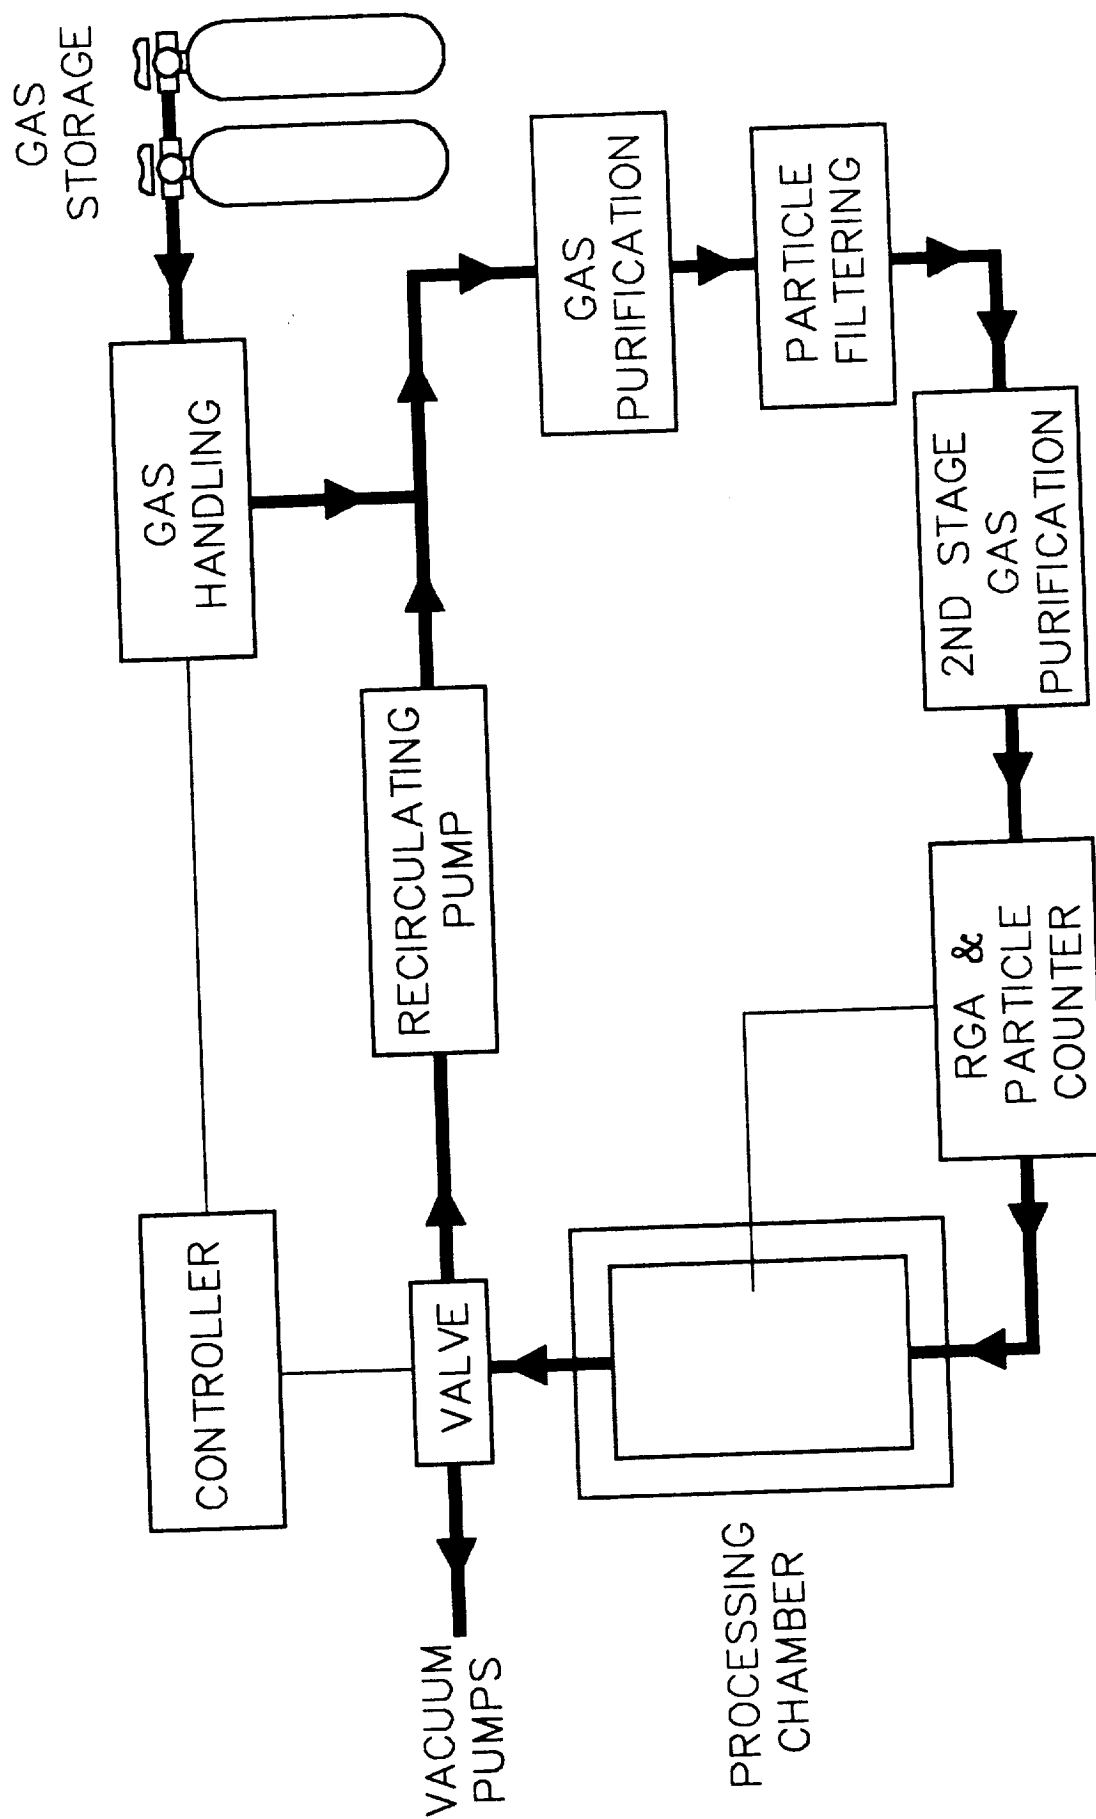 GAS
STORAGE
GAS
HANDLING
CONTROLLER
RECIRCULATING
PUMP
VALVE
VACUUM
PUMPS
GAS
PURIFICATION
PARTICLE
FILTERING
2ND STAGE
GAS
PURIFICATION
RGA &
PARTICLE
COUNTER
PROCESSING
CHAMBER